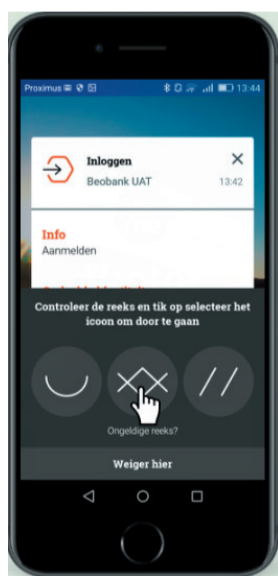 Proximus 13:44
Inloggen
Beobank UAT 13:42
Info
Aanmelden
Controleer de reeks en tik op selecteer het
icoon om door te gaan
Ongeldige reeks?
Weiger hier